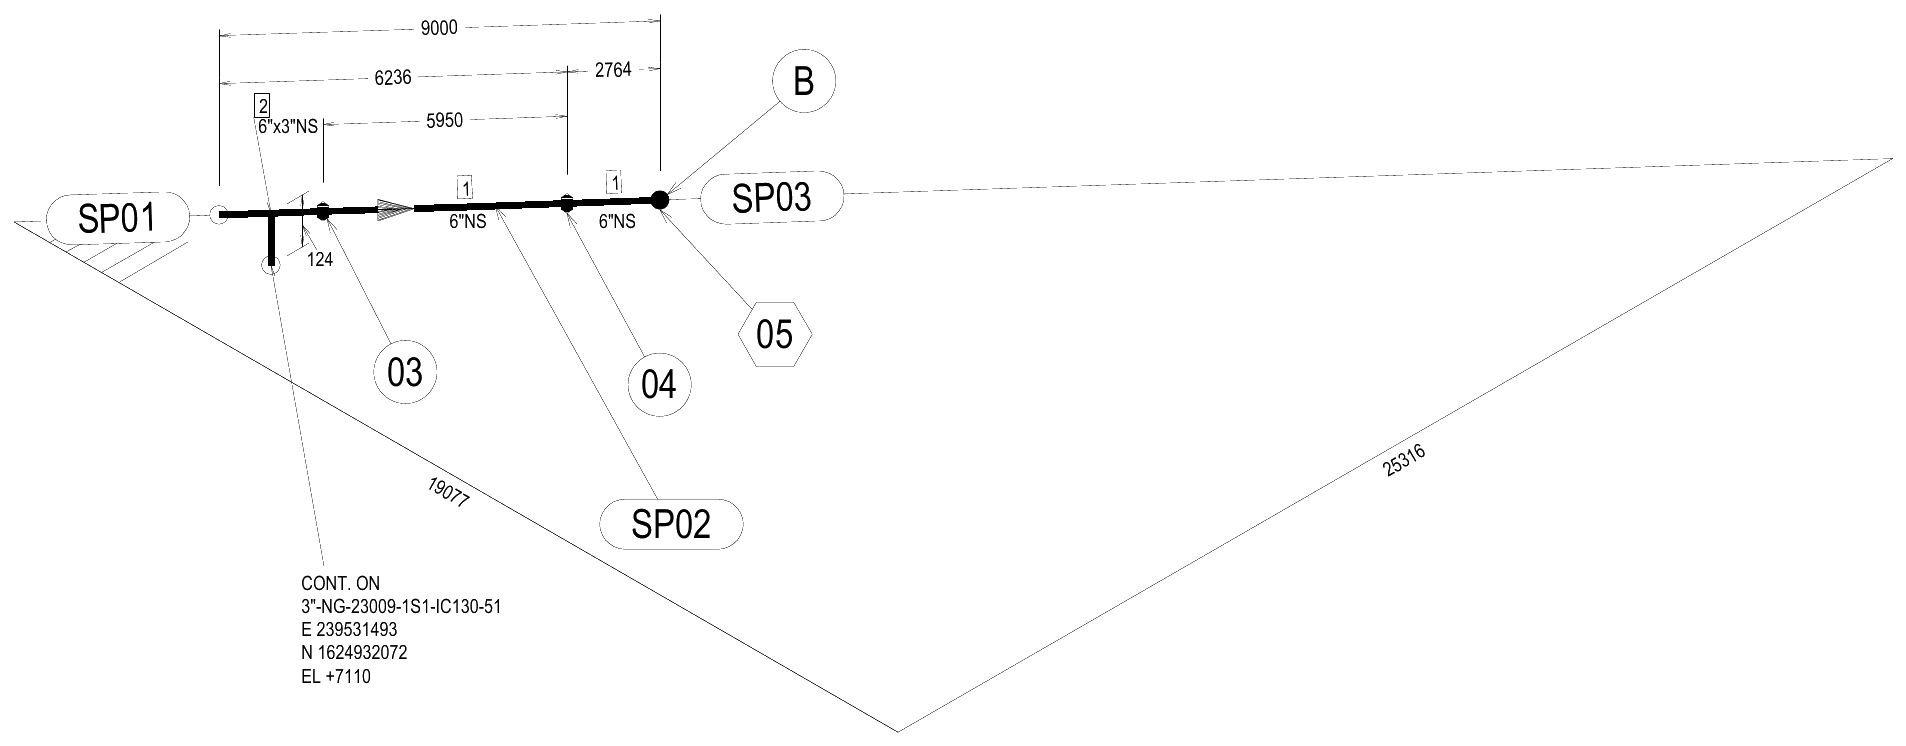 9000
6236
2764
B
2
6"x3"NS
5950
1
1
SP01
SP03
6"NS
6"NS
124
05
03
04
SP02
19077
25316
CONT. ON
3"-NG-23009-1S1-IC130-51
E 239531493
N 1624932072
EL +7110